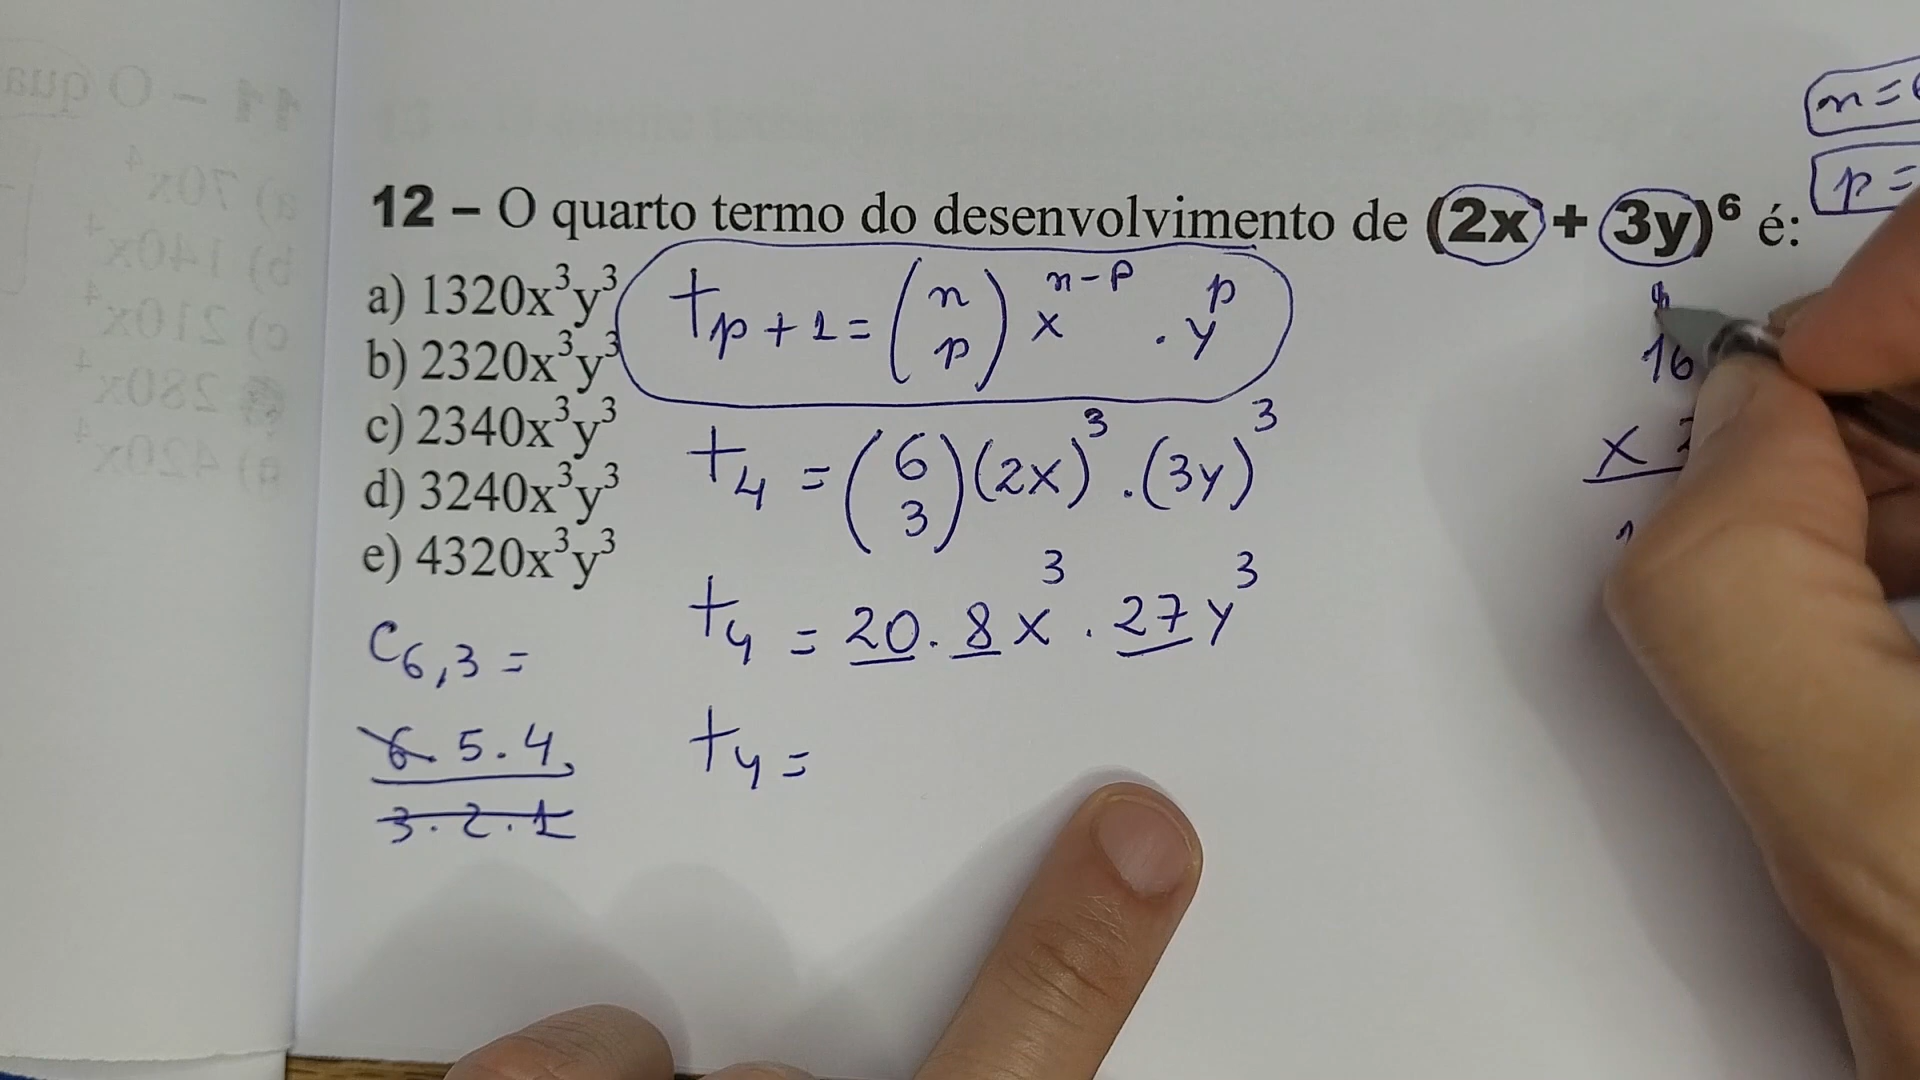 12 – O quarto termo do desenvolvimento de (2x + 3y)⁶ é:
a) 1320x³y³
b) 2320x³y³
c) 2340x³y³
d) 3240x³y³
e) 4320x³y³
n=
p=
tp+1 = (n p) x^n-p . y^p
t4 = (6 3)(2x)³ . (3y)³
t4 = 20 . 8x³ . 27y³
t4 =
C6,3 =
6. 5. 4
3. 2. 1
16
x